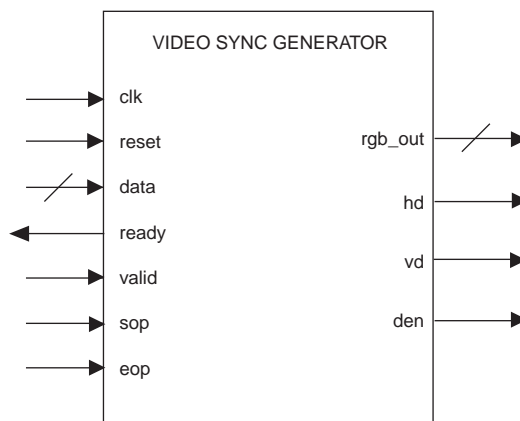 VIDEO SYNC GENERATOR
clk
reset
data
ready
valid
sop
eop
rgb_out
hd
vd
den